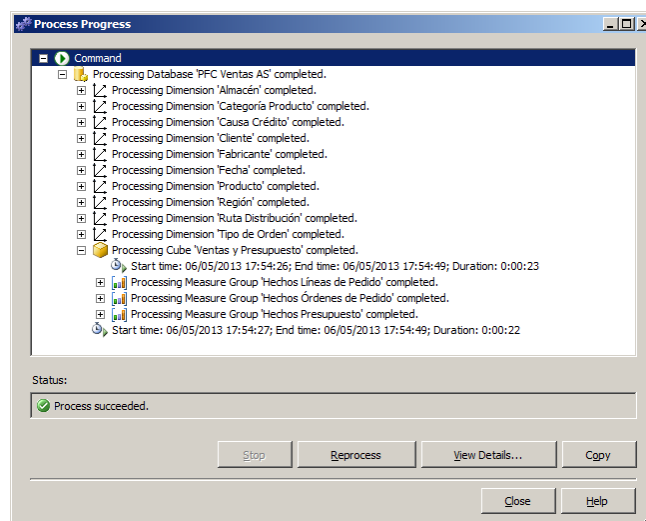 Process Progress
Command
Processing Database 'PFC Ventas AS' completed.
Processing Dimension 'Almacén' completed.
Processing Dimension 'Categoría Producto' completed.
Processing Dimension 'Causa Crédito' completed.
Processing Dimension 'Cliente' completed.
Processing Dimension 'Fabricante' completed.
Processing Dimension 'Fecha' completed.
Processing Dimension 'Producto' completed.
Processing Dimension 'Región' completed.
Processing Dimension 'Ruta Distribución' completed.
Processing Dimension 'Tipo de Orden' completed.
Processing Cube 'Ventas y Presupuesto' completed.
Start time: 06/05/2013 17:54:26; End time: 06/05/2013 17:54:49; Duration: 0:00:23
Processing Measure Group 'Hechos Líneas de Pedido' completed.
Processing Measure Group 'Hechos Órdenes de Pedido' completed.
Processing Measure Group 'Hechos Presupuesto' completed.
Start time: 06/05/2013 17:54:27; End time: 06/05/2013 17:54:49; Duration: 0:00:22
Status:
Process succeeded.
Stop Reprocess View Details... Copy
Close Help